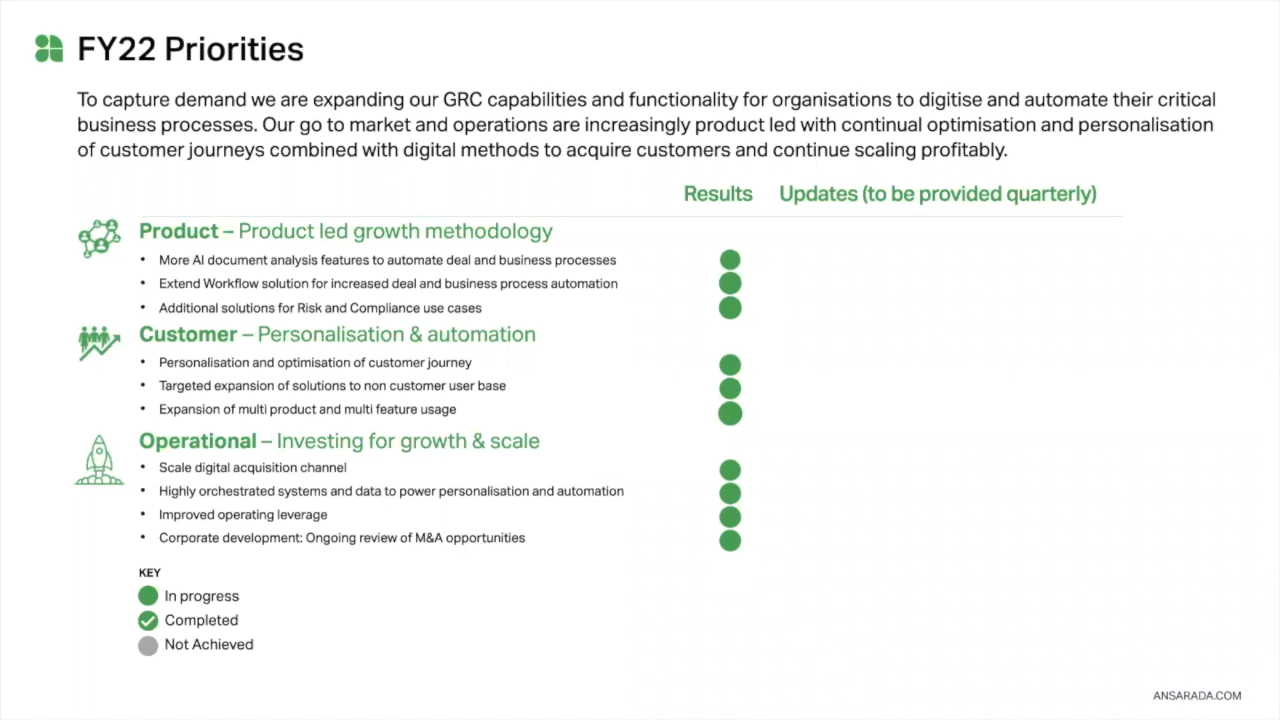 FY22 Priorities
To capture demand we are expanding our GRC capabilities and functionality for organisations to digitise and automate their critical
business processes. Our go to market and operations are increasingly product led with continual optimisation and personalisation
of customer journeys combined with digital methods to acquire customers and continue scaling profitably.
Results Updates (to be provided quarterly)
Product – Product led growth methodology
• More AI document analysis features to automate deal and business processes
• Extend Workflow solution for increased deal and business process automation
• Additional solutions for Risk and Compliance use cases
Customer – Personalisation & automation
• Personalisation and optimisation of customer journey
• Targeted expansion of solutions to non customer user base
• Expansion of multi product and multi feature usage
Operational – Investing for growth & scale
• Scale digital acquisition channel
• Highly orchestrated systems and data to power personalisation and automation
• Improved operating leverage
• Corporate development: Ongoing review of M&A opportunities
KEY
In progress
Completed
Not Achieved
ANSARADA.COM